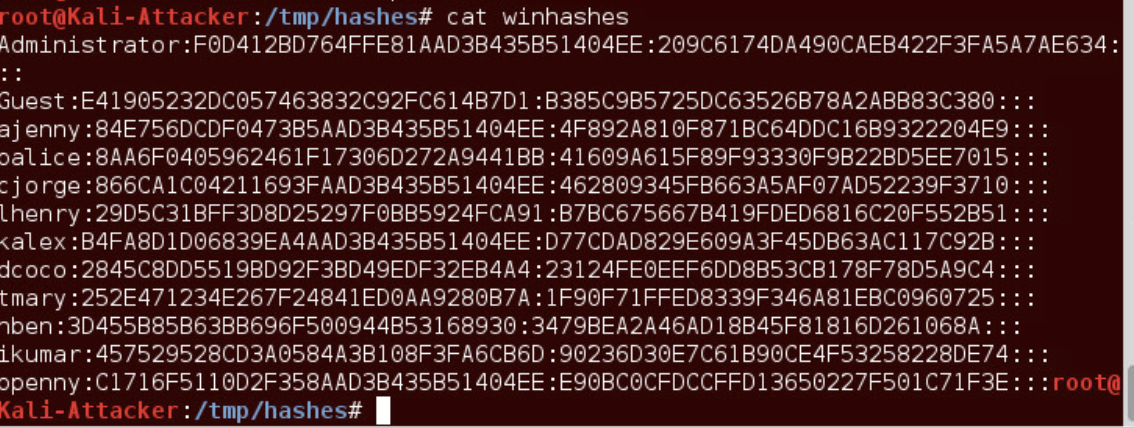 root@Kali-Attacker:/tmp/hashes# cat winhashes
Administrator:F0D412BD764FFE81AAD3B435B51404EE:209C6174DA490CAEB422F3FA5A7AE634:
::
Guest:E41905232DC057463832C92FC614B7D1:B385C9B5725DC63526B78A2ABB83C380:::
ajenny:84E756DCDF0473B5AAD3B435B51404EE:4F892A810F871BC64DDC16B9322204E9:::
palice:8AA6F0405962461F17306D272A9441BB:41609A615F89F93330F9B22BD5EE7015:::
cjorge:866CA1C04211693FAAD3B435B51404EE:462809345FB663A5AF07AD52239F3710:::
lhenry:29D5C31BFF3D8D25297F0BB5924FCA91:B7BC675667B419FDED6816C20F552B51:::
kalex:B4FA8D1D06839EA4AAD3B435B51404EE:D77CDAD829E609A3F45DB63AC117C92B:::
dcoco:2845C8DD5519BD92F3BD49EDF32EB4A4:23124FE0EEF6DD8B53CB178F78D5A9C4:::
tmary:252E471234E267F24841ED0AA9280B7A:1F90F71FFED8339F346A81EBC0960725:::
nben:3D455B85B63BB696F500944B53168930:3479BEA2A46AD18B45F81816D261068A:::
ikumar:457529528CD3A0584A3B108F3FA6CB6D:90236D30E7C61B90CE4F53258228DE74:::
openny:C1716F5110D2F358AAD3B435B51404EE:E90BC0CFDCCFFD13650227F501C71F3E:::root@
Kali-Attacker:/tmp/hashes#